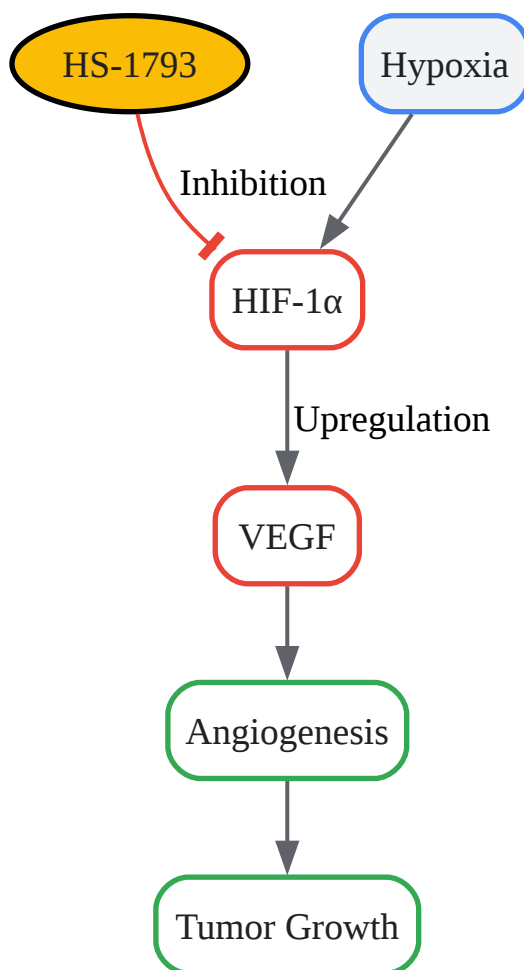 HS-1793
Hypoxia
Inhibition
HIF-1α
Upregulation
VEGF
Angiogenesis
Tumor Growth